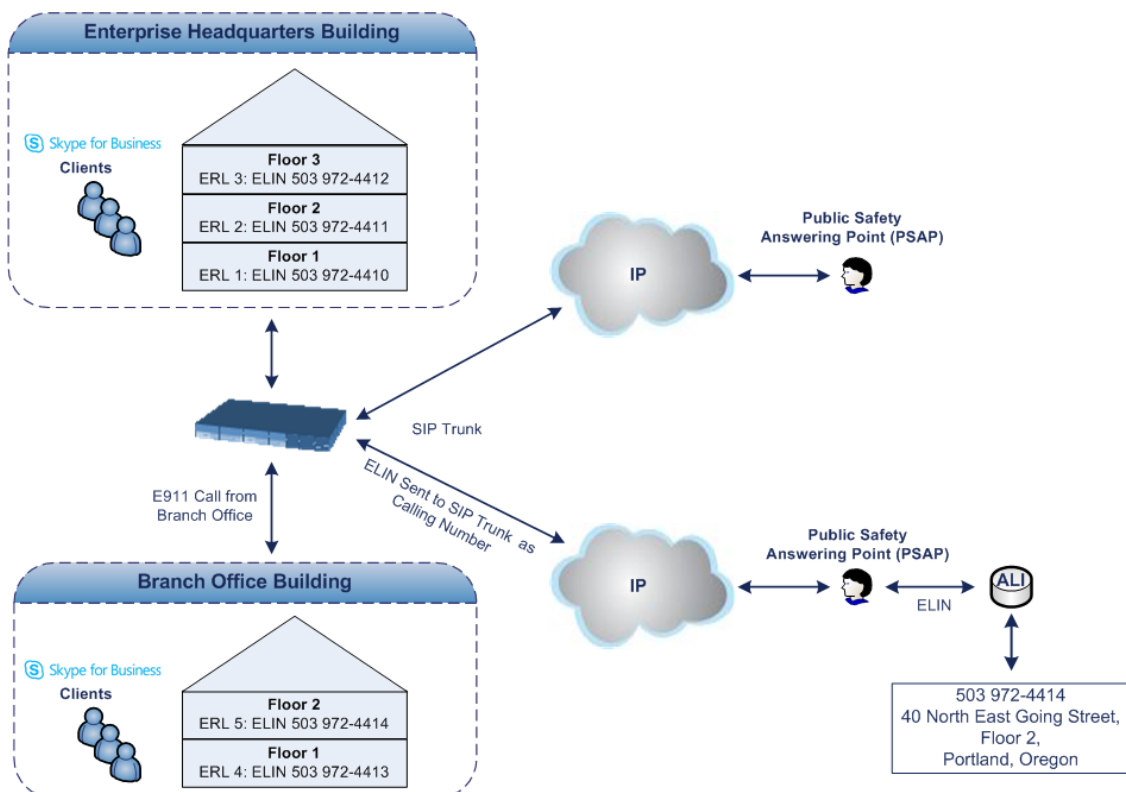 Enterprise Headquarters Building
Skype for Business
Clients
Floor 3
ERL 3: ELIN 503 972-4412
Floor 2
ERL 2: ELIN 503 972-4411
Floor 1
ERL 1: ELIN 503 972-4410
IP
Public Safety
Answering Point (PSAP)
SIP Trunk
ELIN Sent to SIP Trunk as
Calling Number
E911 Call from
Branch Office
IP
Public Safety
Answering Point (PSAP)
ELIN
ALI
503 972-4414
40 North East Going Street,
Floor 2,
Portland, Oregon
Branch Office Building
Skype for Business
Clients
Floor 2
ERL 5: ELIN 503 972-4414
Floor 1
ERL 4: ELIN 503 972-4413